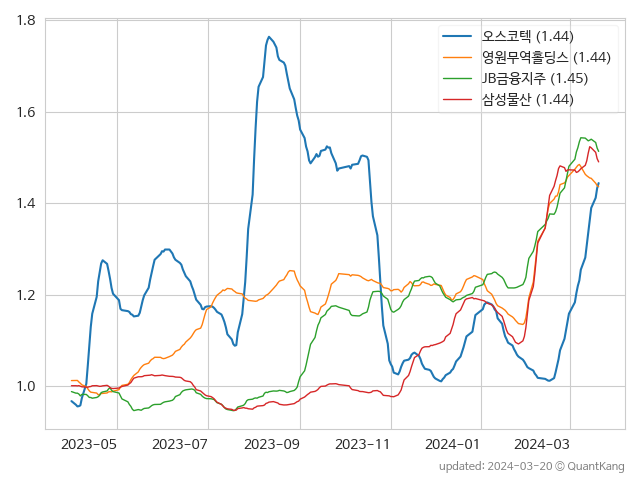 1.8
1.6
1.4
1.2
1.0
오스코텍 (1.44)
영원무역홀딩스 (1.44)
JB금융지주 (1.45)
삼성물산 (1.44)
2023-05 2023-07 2023-09 2023-11 2024-01 2024-03
updated: 2024-03-20 © QuantKang